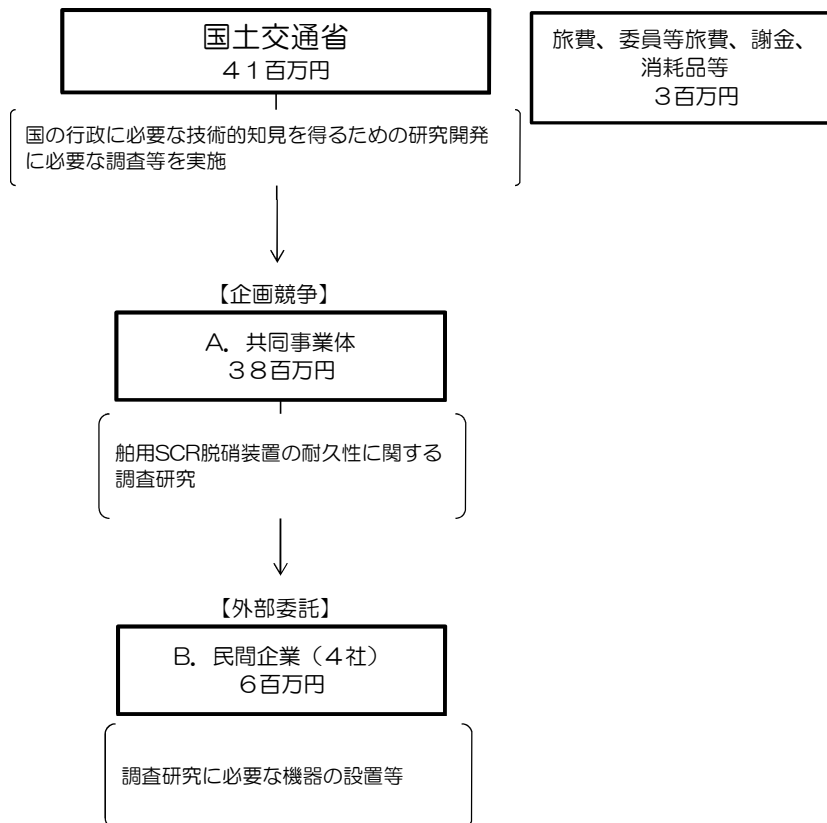 国土交通省
４１百万円
旅費、委員等旅費、謝金、
消耗品等
３百万円
国の行政に必要な技術的知見を得るための研究開発
に必要な調査等を実施
【企画競争】
A．共同事業体
３８百万円
舶用SCR脱硝装置の耐久性に関する
調査研究
【外部委託】
B．民間企業（４社）
６百万円
調査研究に必要な機器の設置等